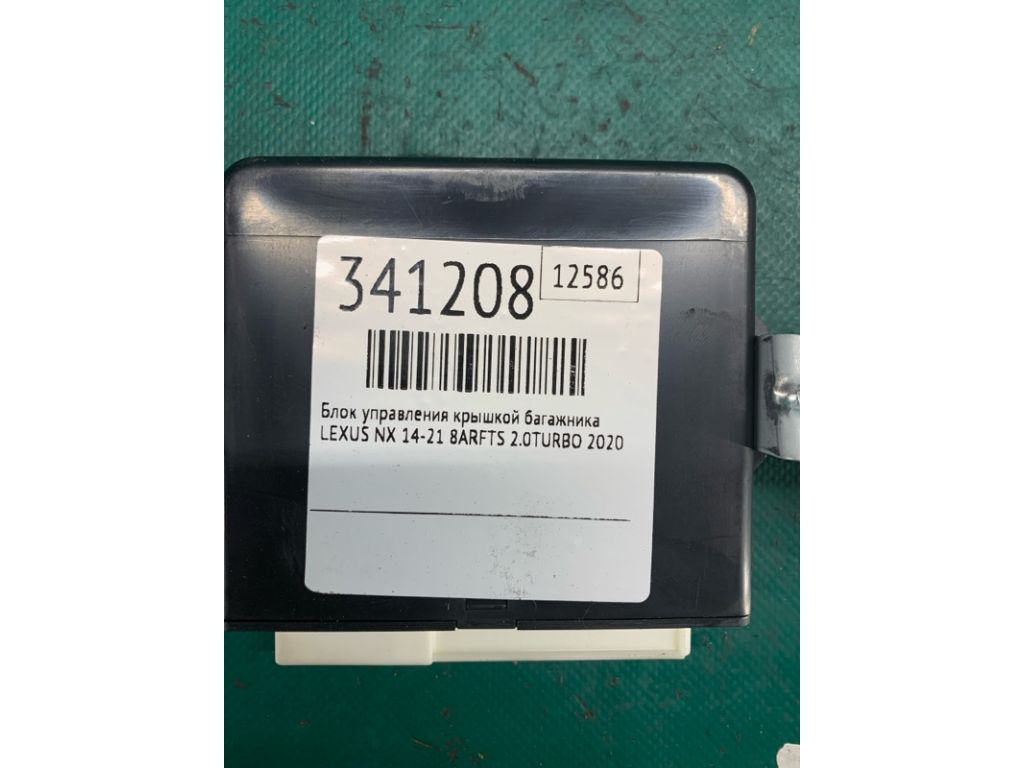 341208
12586
Блок управления крышкой багажника
LEXUS NX 14-21 8ARFTS 2.0TURBO 2020